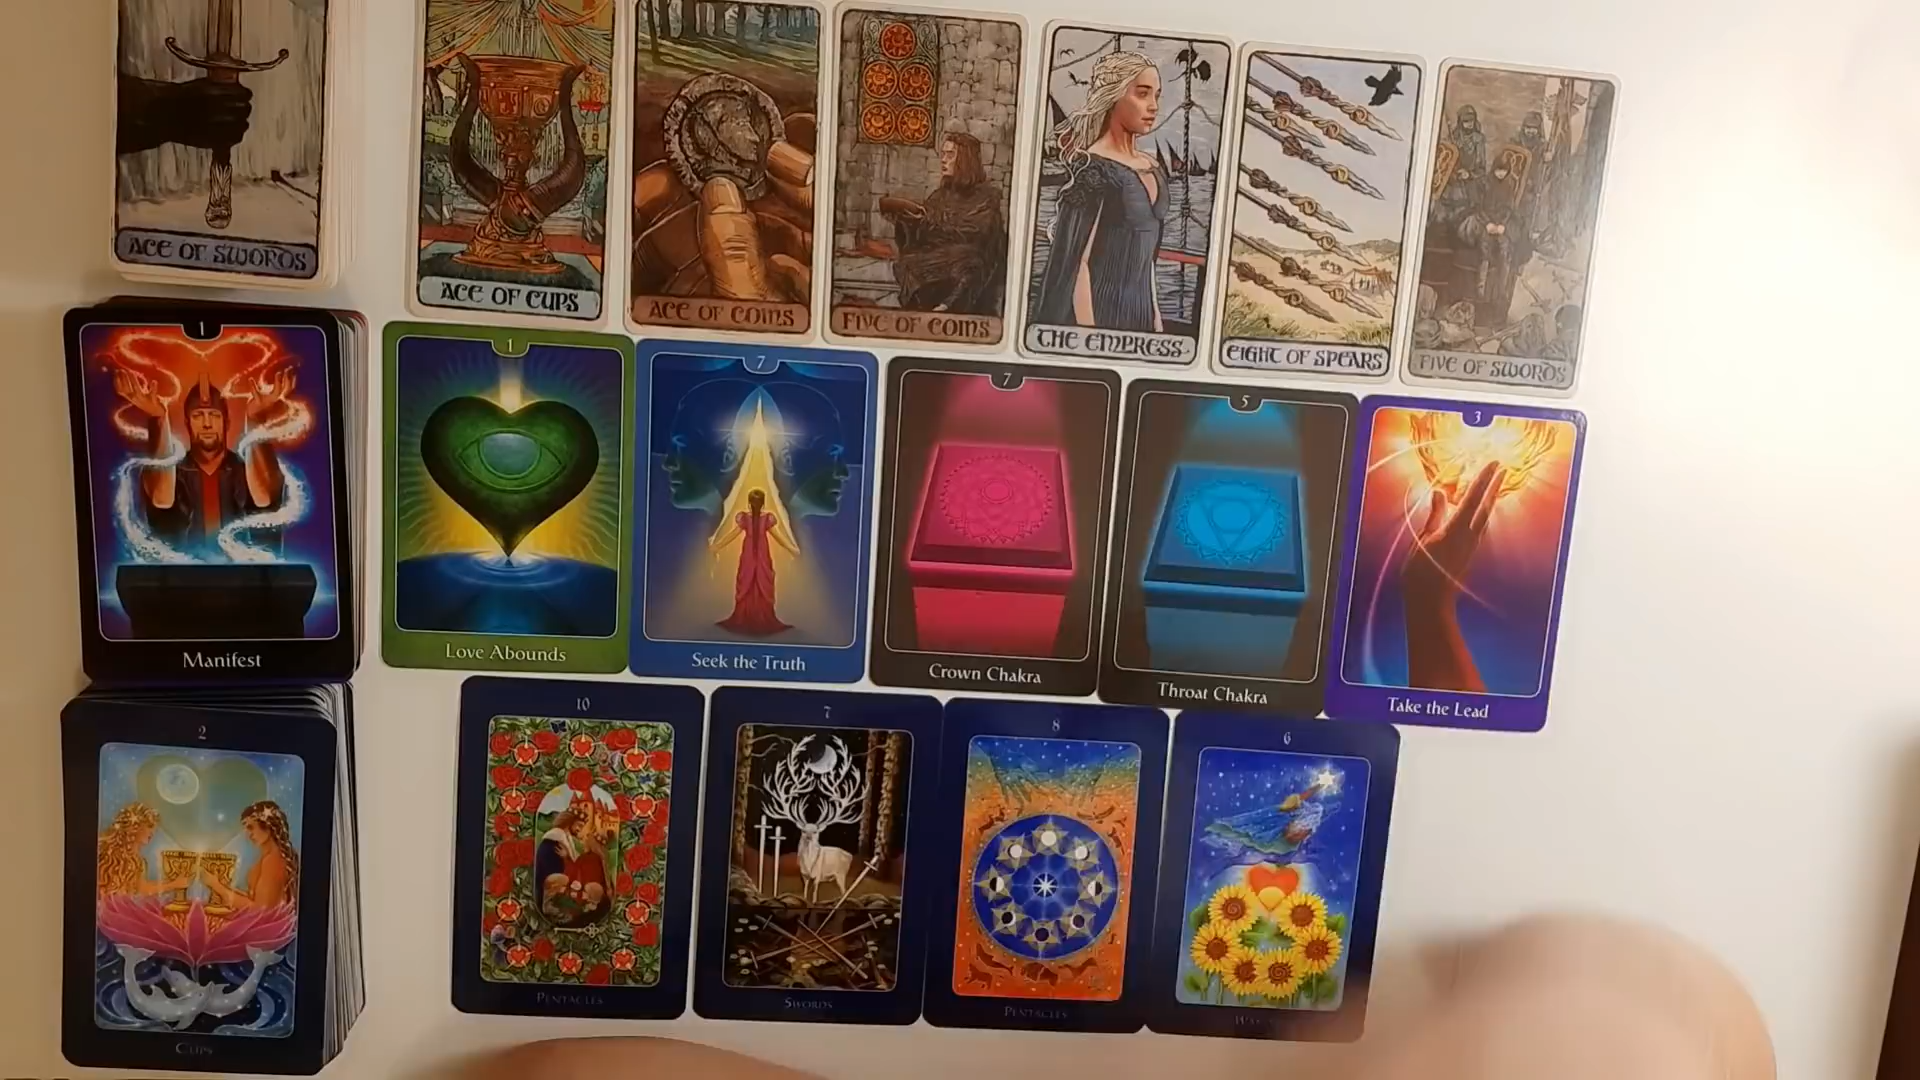 ACE OF SWORDS
ACE OF CUPS
ACE OF COINS
FIVE OF COINS
II
THE EMPRESS
EIGHT OF SPEARS
FIVE OF SWORDS
1
Manifest
1
Love Abounds
7
Seek the Truth
7
Crown Chakra
5
Throat Chakra
3
Take the Lead
2
CUPS
10
PENTACLES
7
SWORDS
8
PENTACLES
6